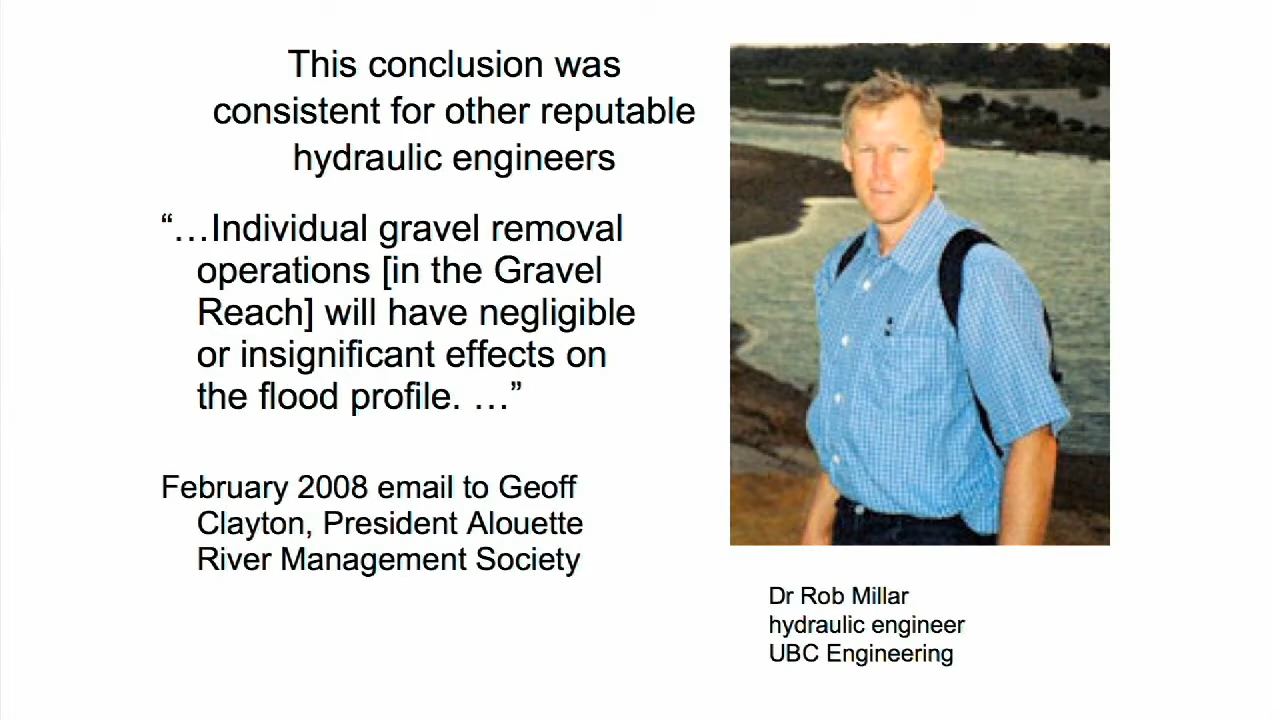 This conclusion was
consistent for other reputable
hydraulic engineers
“…Individual gravel removal
operations [in the Gravel
Reach] will have negligible
or insignificant effects on
the flood profile. …”
February 2008 email to Geoff
Clayton, President Alouette
River Management Society
Dr Rob Millar
hydraulic engineer
UBC Engineering